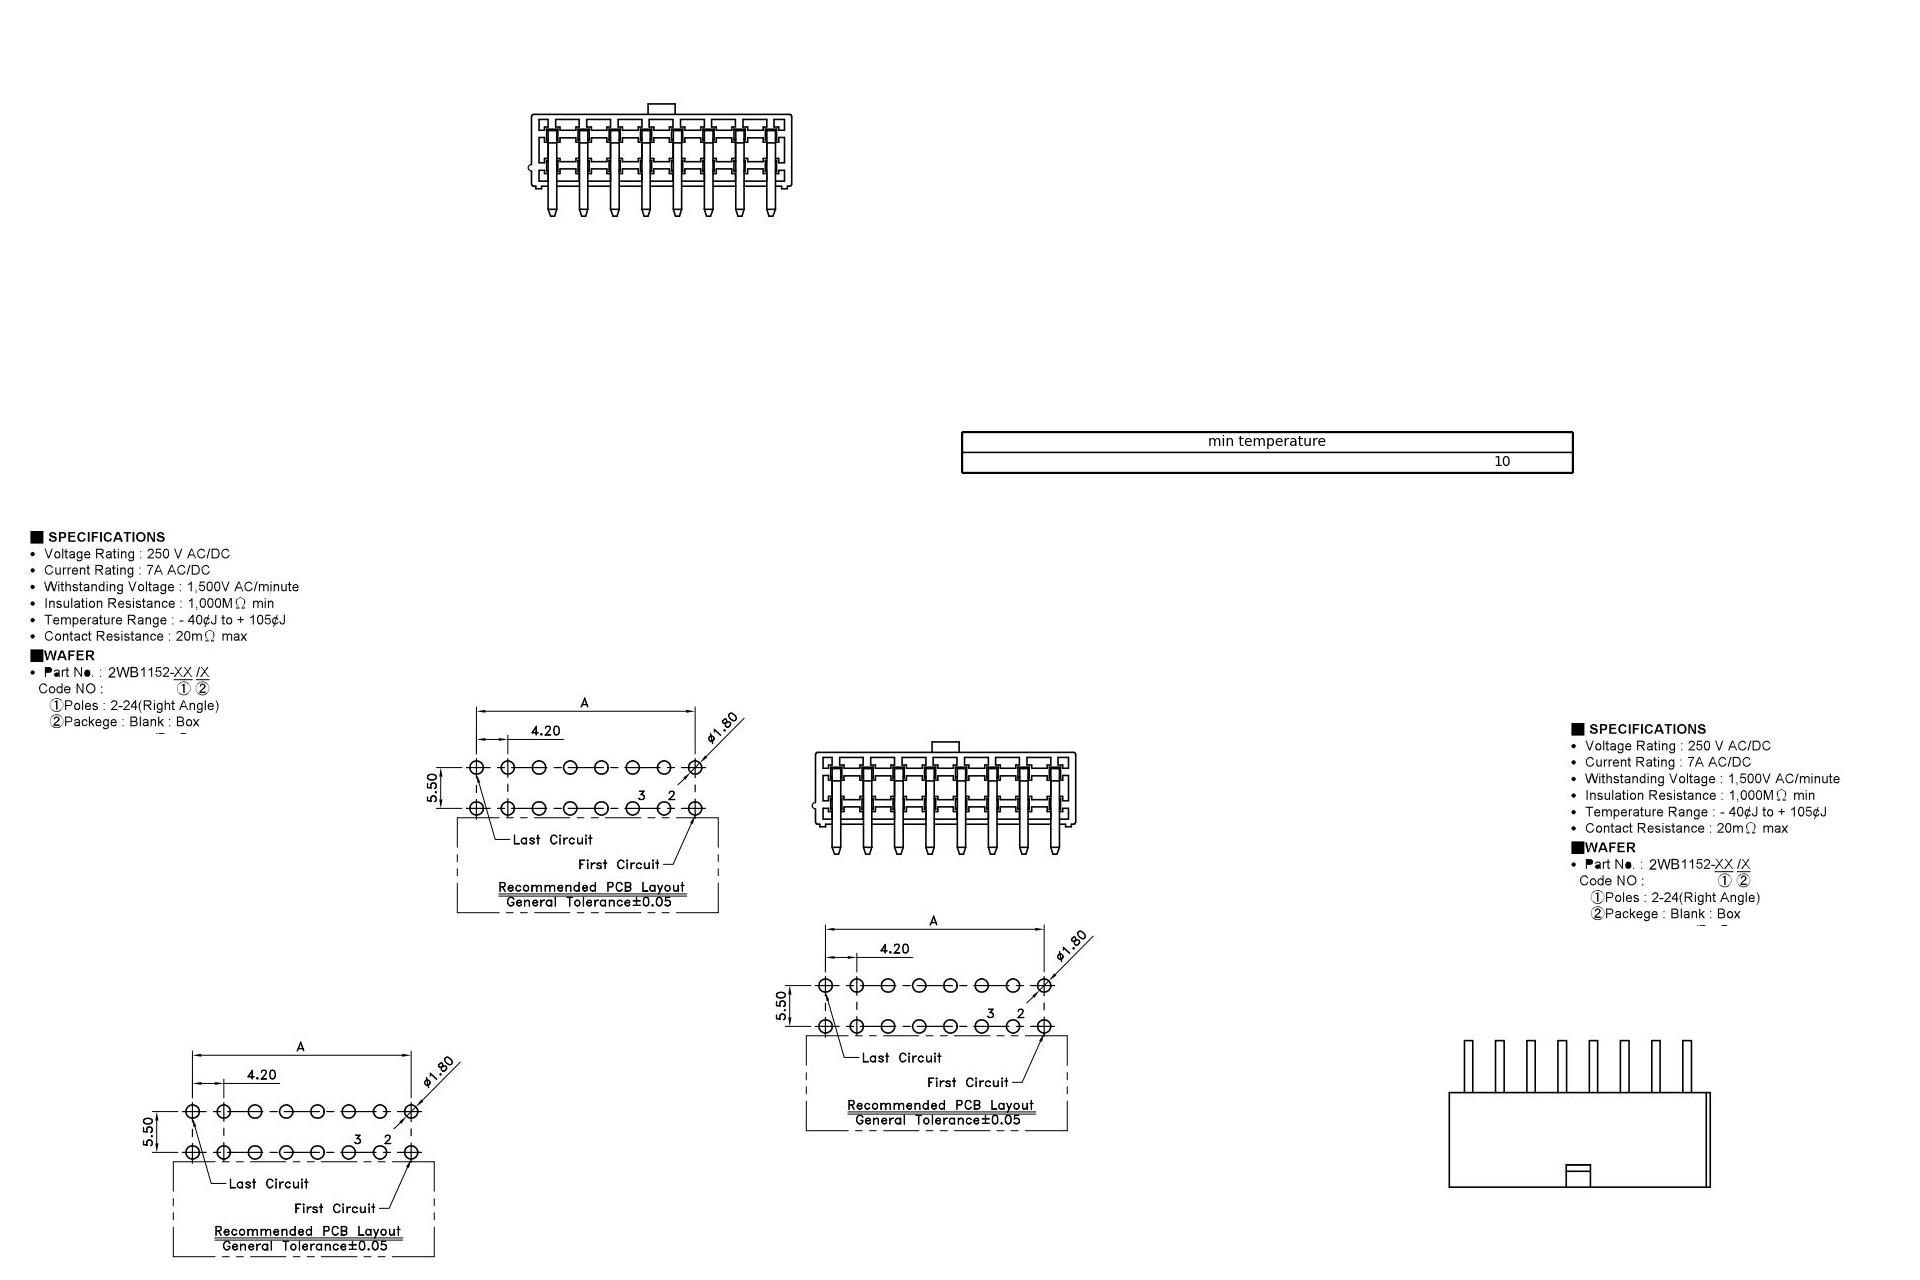 min temperature
10
■ SPECIFICATIONS
• Voltage Rating : 250 V AC/DC
• Current Rating : 7A AC/DC
• Withstanding Voltage : 1,500V AC/minute
• Insulation Resistance : 1,000MΩ min
• Temperature Range : - 40¢J to + 105¢J
• Contact Resistance : 20mΩ max
■WAFER
• Part No. : 2WB1152-XX /X
Code NO : ① ②
①Poles : 2-24(Right Angle)
②Packege : Blank : Box
A
4.20
ø1.80
5.50
3 2
Last Circuit
First Circuit
Recommended PCB Layout
General Tolerance±0.05
■ SPECIFICATIONS
• Voltage Rating : 250 V AC/DC
• Current Rating : 7A AC/DC
• Withstanding Voltage : 1,500V AC/minute
• Insulation Resistance : 1,000MΩ min
• Temperature Range : - 40¢J to + 105¢J
• Contact Resistance : 20mΩ max
■WAFER
• Part No. : 2WB1152-XX /X
Code NO : ① ②
①Poles : 2-24(Right Angle)
②Packege : Blank : Box
A
4.20
ø1.80
5.50
3 2
Last Circuit
First Circuit
Recommended PCB Layout
General Tolerance±0.05
A
4.20
ø1.80
5.50
3 2
Last Circuit
First Circuit
Recommended PCB Layout
General Tolerance±0.05